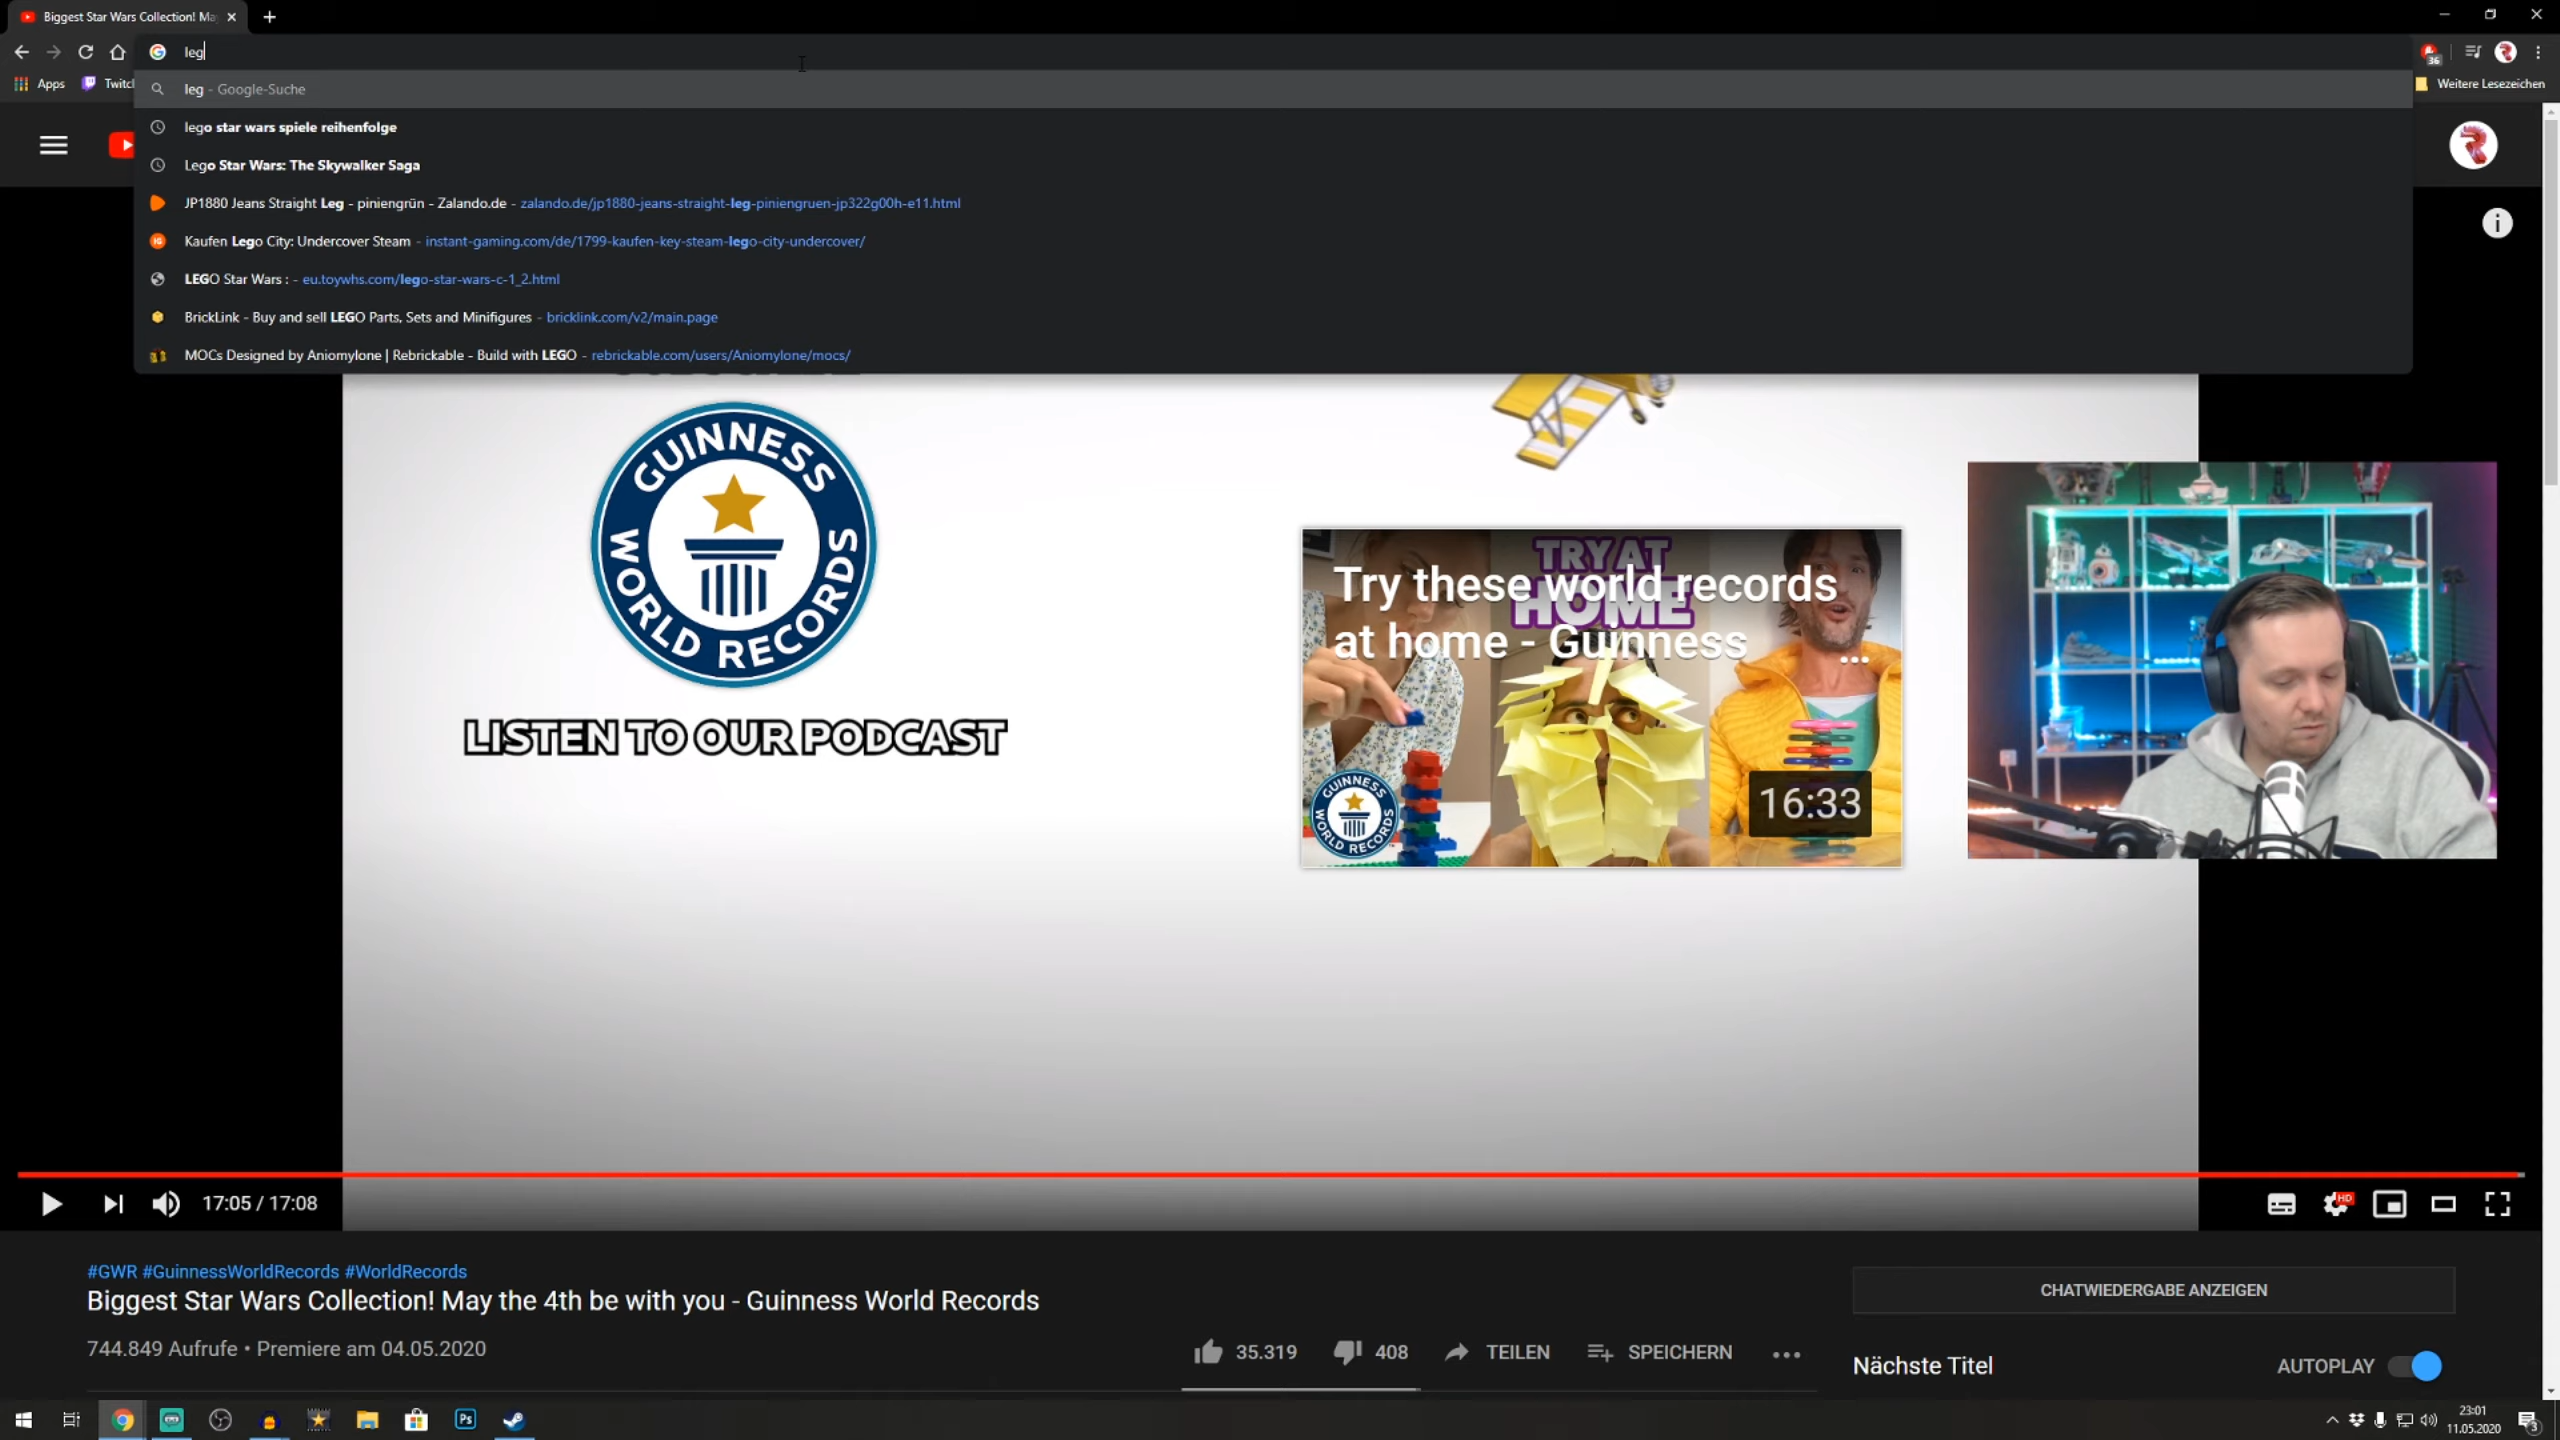 Biggest Star Wars Collection! Ma
leg
36
Apps
Twitch
Weitere Lesezeichen
leg - Google-Suche
lego star wars spiele reihenfolge
Lego Star Wars: The Skywalker Saga
JP1880 Jeans Straight Leg - piniengrün - Zalando.de - zalando.de/jp1880-jeans-straight-leg-piniengruen-jp322g00h-e11.html
Kaufen Lego City: Undercover Steam - instant-gaming.com/de/1799-kaufen-key-steam-lego-city-undercover/
LEGO Star Wars : - eu.toywhs.com/lego-star-wars-c-1_2.html
BrickLink - Buy and sell LEGO Parts, Sets and Minifigures - bricklink.com/v2/main.page
MOCs Designed by Aniomylone | Rebrickable - Build with LEGO - rebrickable.com/users/Aniomylone/mocs/
GUINNESS
WORLD RECORDS
LISTEN TO OUR PODCAST
TRY AT
HOME
Try these world records
at home - Guinness
...
GUINNESS
WORLD RECORDS
16:33
17:05 / 17:08
HD
#GWR #GuinnessWorldRecords #WorldRecords
Biggest Star Wars Collection! May the 4th be with you - Guinness World Records
744.849 Aufrufe • Premiere am 04.05.2020
35.319
408
TEILEN
SPEICHERN
CHATWIEDERGABE ANZEIGEN
Nächste Titel
AUTOPLAY
Ps
23:01
11.05.2020
3